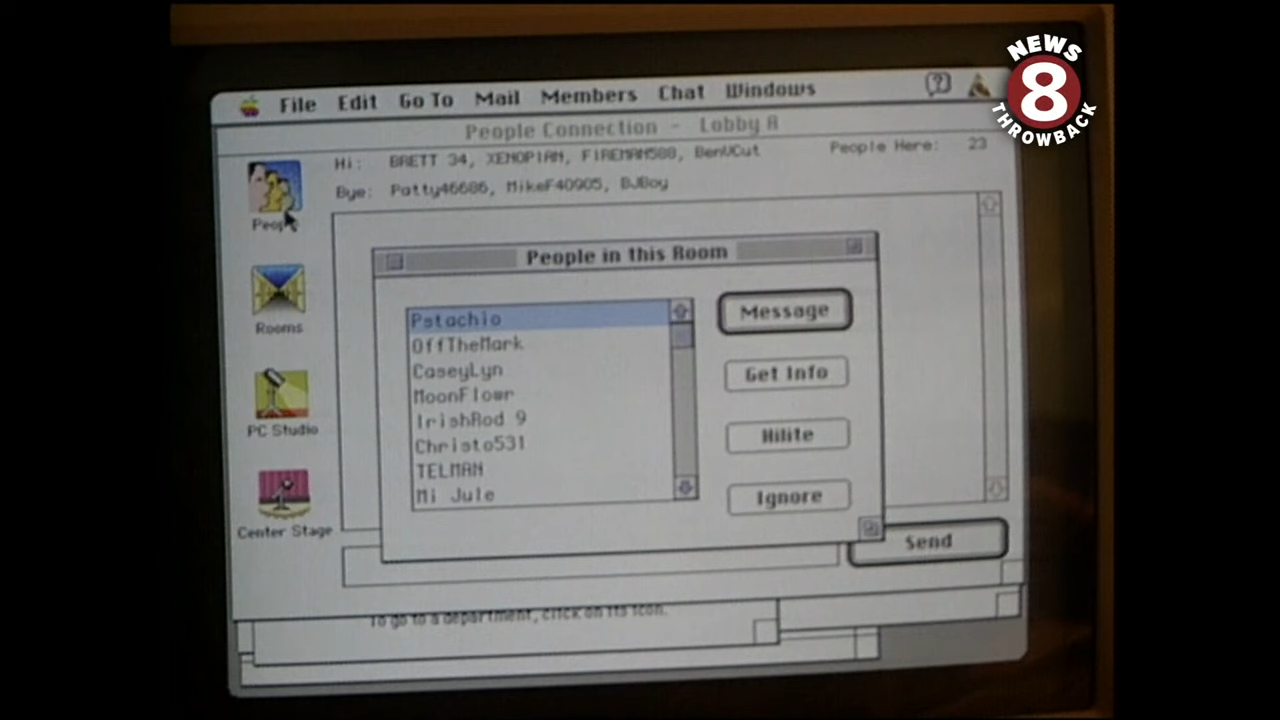 NEWS
8
THROWBACK
File Edit Go To Mail Members Chat Windows
People Connection - Lobby A
Hi: BRETT 34, XENOPIAN, FIREMAN500, BenVCut
People Here: 23
Bye: Patty46686, MikeF40905, BJBoy
People
Rooms
PC Studio
Center Stage
People in this Room
Pstachio
OffTheMark
CaseyLyn
MoonFlowr
IrishRod 9
Christo531
TELMAN
Mi Jule
Message
Get Info
Hilite
Ignore
Send
To go to a department, click on its icon.